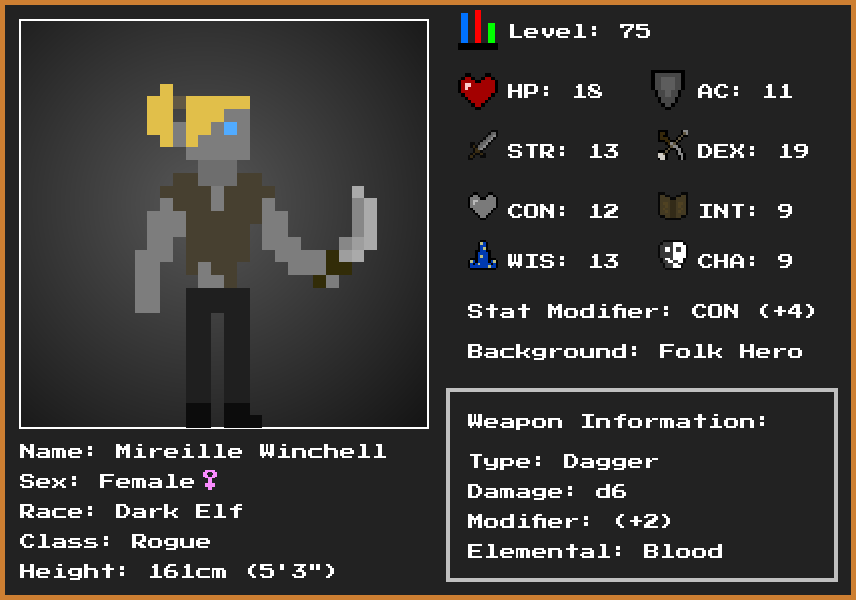 Level: 75
HP: 18
AC: 11
STR: 13
DEX: 19
CON: 12
INT: 9
WIS: 13
CHA: 9
Stat Modifier: CON (+4)
Background: Folk Hero
Weapon Information:
Type: Dagger
Damage: d6
Modifier: (+2)
Elemental: Blood
Name: Mireille Winchell
Sex: Female♀
Race: Dark Elf
Class: Rogue
Height: 161cm (5'3")